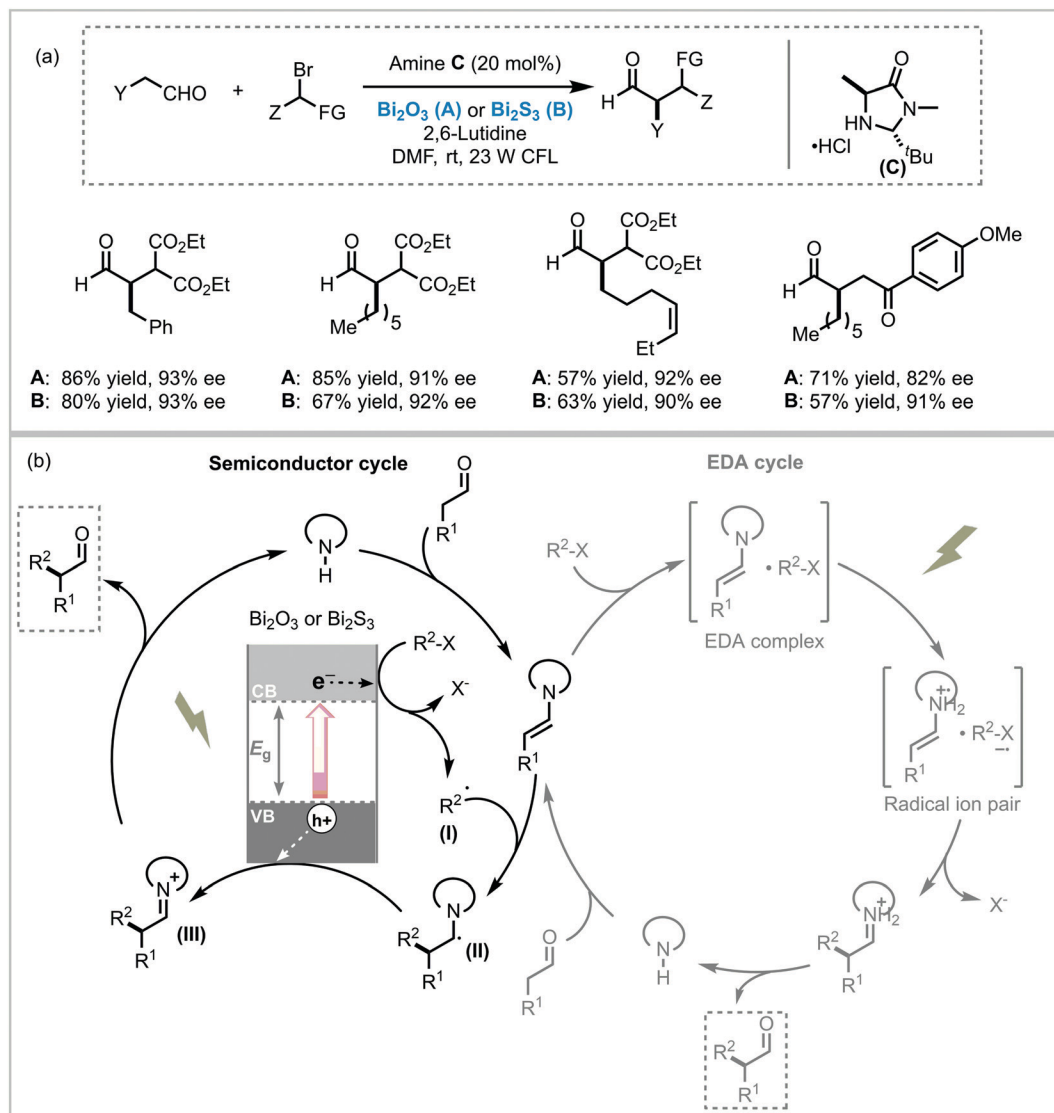 (a)
Y CHO + Br Z FG
Amine C (20 mol%)
Bi2O3 (A) or Bi2S3 (B)
2,6-Lutidine
DMF, rt, 23 W CFL
O FG H Z Y
O N HN •HCl tBu
(C)
O CO2Et H CO2Et Ph
A: 86% yield, 93% ee
B: 80% yield, 93% ee
O CO2Et H CO2Et Me ( )5
A: 85% yield, 91% ee
B: 67% yield, 92% ee
O CO2Et H CO2Et Et
A: 57% yield, 92% ee
B: 63% yield, 90% ee
O OMe H O Me ( )5
A: 71% yield, 82% ee
B: 57% yield, 91% ee
(b)
Semiconductor cycle
EDA cycle
O R2 R1
N H
O R1
Bi2O3 or Bi2S3
CB e–
Eg
VB h+
R2-X
X-
R2•
(I)
N R1
N R2 R1 • (II)
N+ R2 R1 (III)
R2-X
N R1 • R2-X
EDA complex
+• NH2 R1 • R2-X –•
Radical ion pair
X-
+ NH2 R2 R1
N H
O R1
O R2 R1